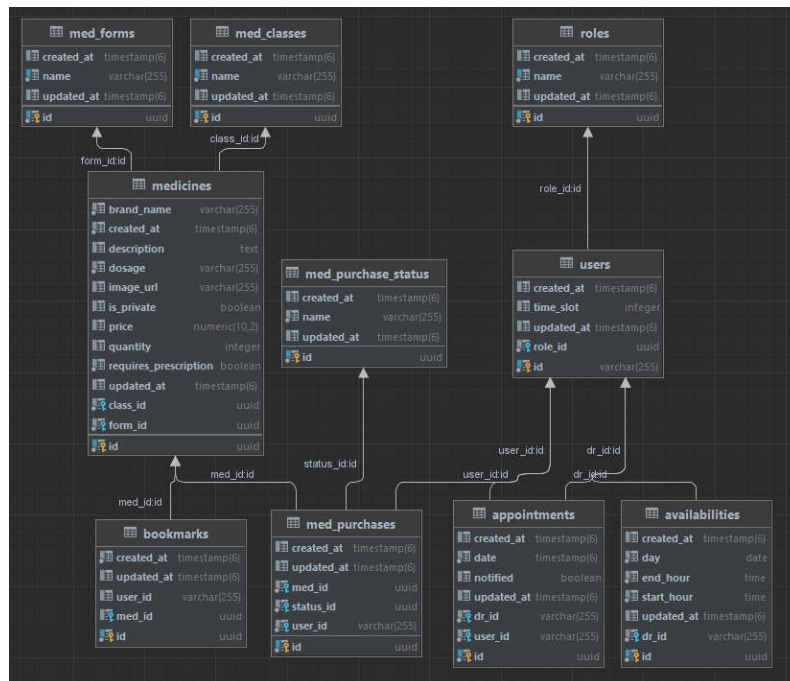 med_forms
created_at timestamp(6)
name varchar(255)
updated_at timestamp(6)
id uuid
med_classes
created_at timestamp(6)
name varchar(255)
updated_at timestamp(6)
id uuid
roles
created_at timestamp(6)
name varchar(255)
updated_at timestamp(6)
id uuid
form_id:id
class_id:id
role_id:id
medicines
brand_name varchar(255)
created_at timestamp(6)
description text
dosage varchar(255)
image_url varchar(255)
is_private boolean
price numeric(10,2)
quantity integer
requires_prescription boolean
updated_at timestamp(6)
class_id uuid
form_id uuid
id uuid
med_purchase_status
created_at timestamp(6)
name varchar(255)
updated_at timestamp(6)
id uuid
users
created_at timestamp(6)
time_slot integer
updated_at timestamp(6)
role_id uuid
id varchar(255)
med_id:id
med_id:id
status_id:id
user_id:id
user_id:id
dr_id:id
dr_id:id
bookmarks
created_at timestamp(6)
updated_at timestamp(6)
user_id varchar(255)
med_id uuid
id uuid
med_purchases
created_at timestamp(6)
updated_at timestamp(6)
med_id uuid
status_id uuid
user_id varchar(255)
id uuid
appointments
created_at timestamp(6)
date timestamp(6)
notified boolean
updated_at timestamp(6)
dr_id varchar(255)
user_id varchar(255)
id uuid
availabilities
created_at timestamp(6)
day date
end_hour time
start_hour time
updated_at timestamp(6)
dr_id varchar(255)
id uuid